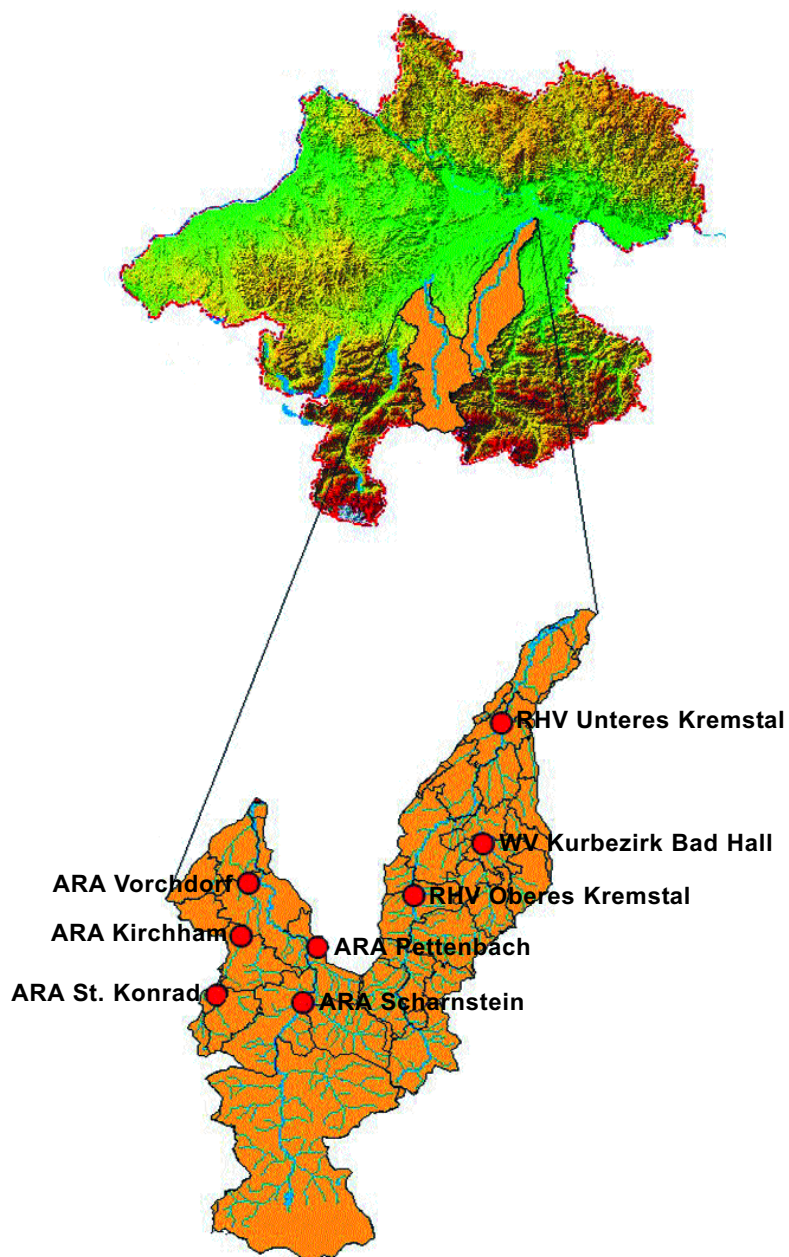 RHV Unteres Kremstal
WV Kurbezirk Bad Hall
ARA Vorchdorf
RHV Oberes Kremstal
ARA Kirchham
ARA Pettenbach
ARA St. Konrad
ARA Scharnstein